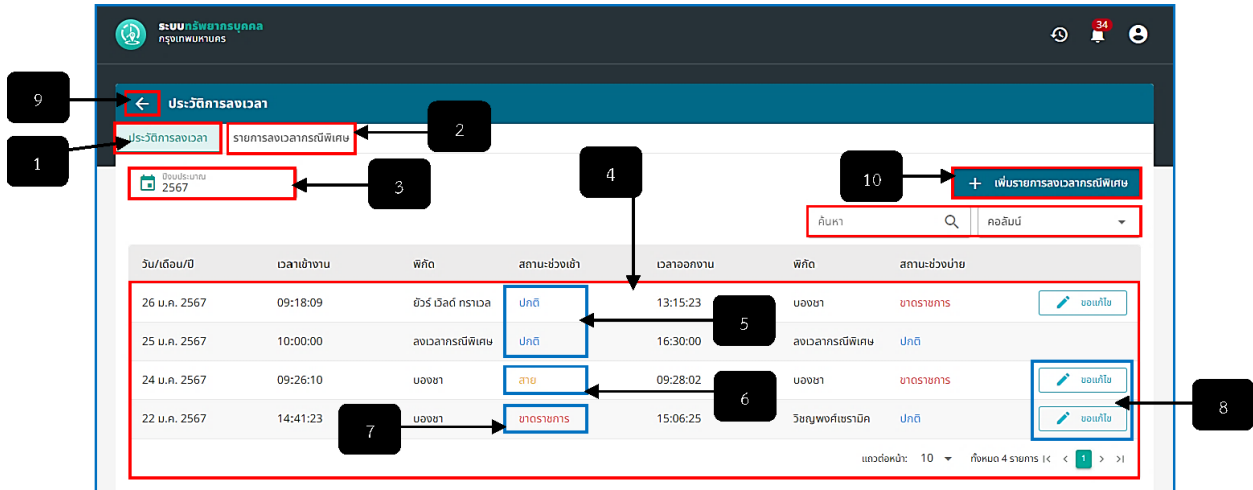 ระบบทรัพยากรบุคคล
กรุงเทพมหานคร
34
9
ประวัติการลงเวลา
2
ประวัติการลงเวลา
รายการลงเวลากรณีพิเศษ
1
ปีงบประมาณ
2567
3
4
10
เพิ่มรายการลงเวลากรณีพิเศษ
ค้นหา
คอลัมน์
วัน/เดือน/ปี เวลาเข้างาน พิกัด สถานะช่วงเช้า เวลาออกงาน พิกัด สถานะช่วงบ่าย
26 ม.ค. 2567 09:18:09 ยัวร์ เวิลด์ ทราเวล ปกติ 13:15:23 บองชา ขาดราชการ ขอแก้ไข
5
25 ม.ค. 2567 10:00:00 ลงเวลากรณีพิเศษ ปกติ 16:30:00 ลงเวลากรณีพิเศษ ปกติ
24 ม.ค. 2567 09:26:10 บองชา สาย 09:28:02 บองชา ขาดราชการ ขอแก้ไข
6
8
22 ม.ค. 2567 14:41:23 บองชา ขาดราชการ 15:06:25 วิชญพงศ์เซรามิค ปกติ ขอแก้ไข
7
แถวต่อหน้า: 10 ทั้งหมด 4 รายการ |< < 1 > >|